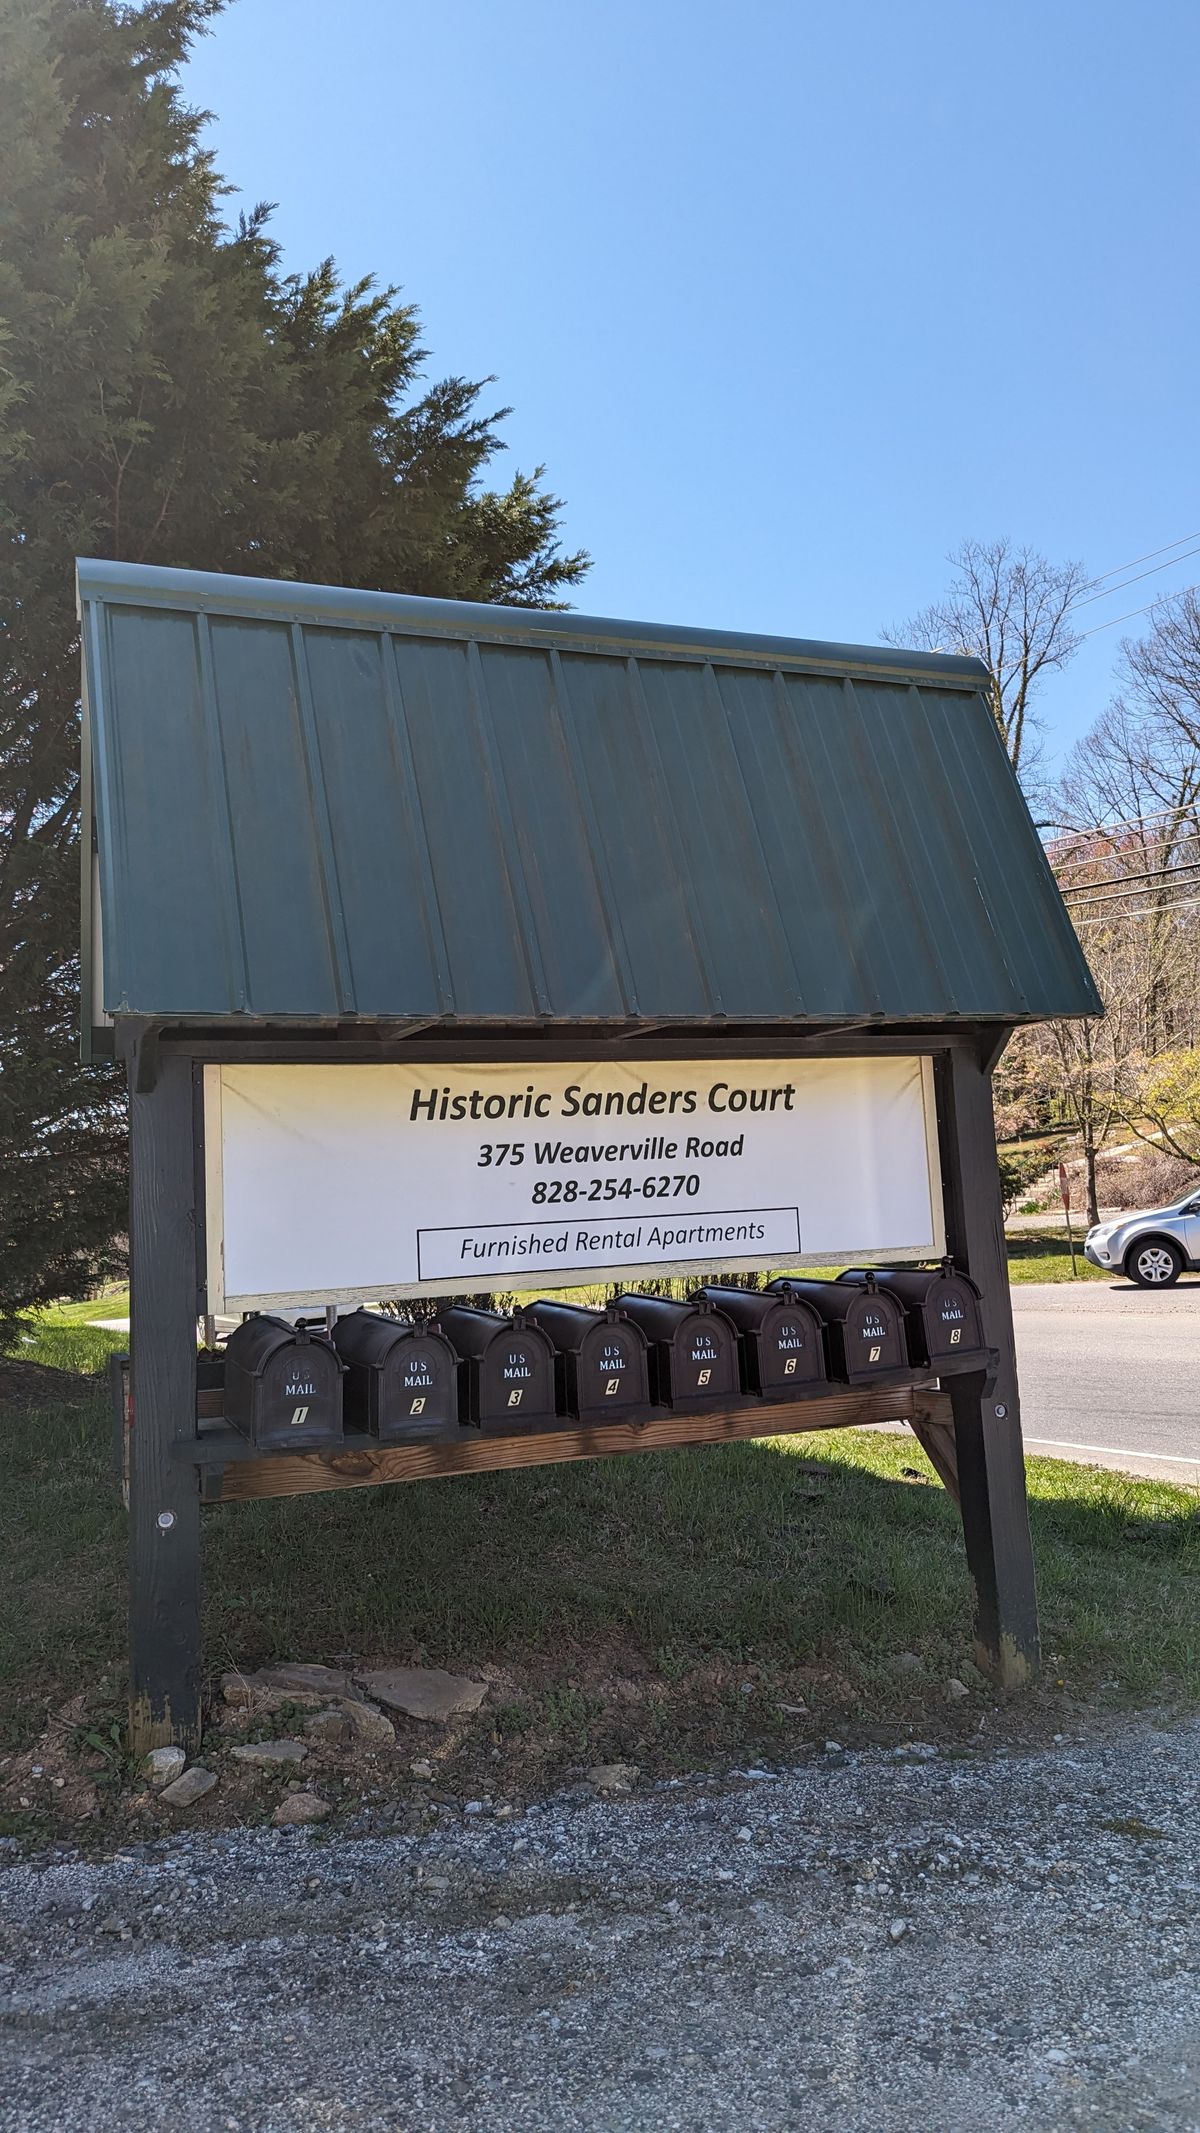 Historic Sanders Court
375 Weaverville Road
828-254-6270
Furnished Rental Apartments
US
MAIL
1
US
MAIL
2
US
MAIL
3
US
MAIL
4
US
MAIL
5
US
MAIL
6
US
MAIL
7
US
MAIL
8